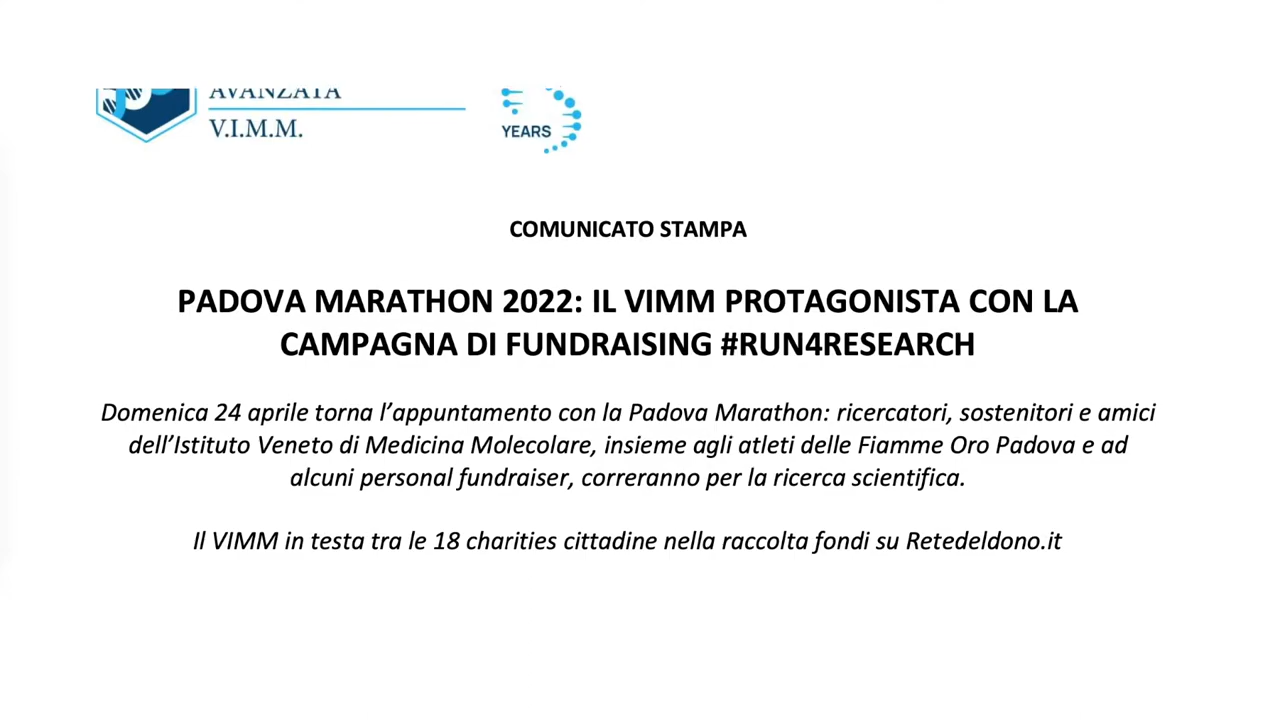 AVANZATA
V.I.M.M.
YEARS
COMUNICATO STAMPA
PADOVA MARATHON 2022: IL VIMM PROTAGONISTA CON LA
CAMPAGNA DI FUNDRAISING #RUN4RESEARCH
Domenica 24 aprile torna l’appuntamento con la Padova Marathon: ricercatori, sostenitori e amici
dell’Istituto Veneto di Medicina Molecolare, insieme agli atleti delle Fiamme Oro Padova e ad
alcuni personal fundraiser, correranno per la ricerca scientifica.
Il VIMM in testa tra le 18 charities cittadine nella raccolta fondi su Retedeldono.it